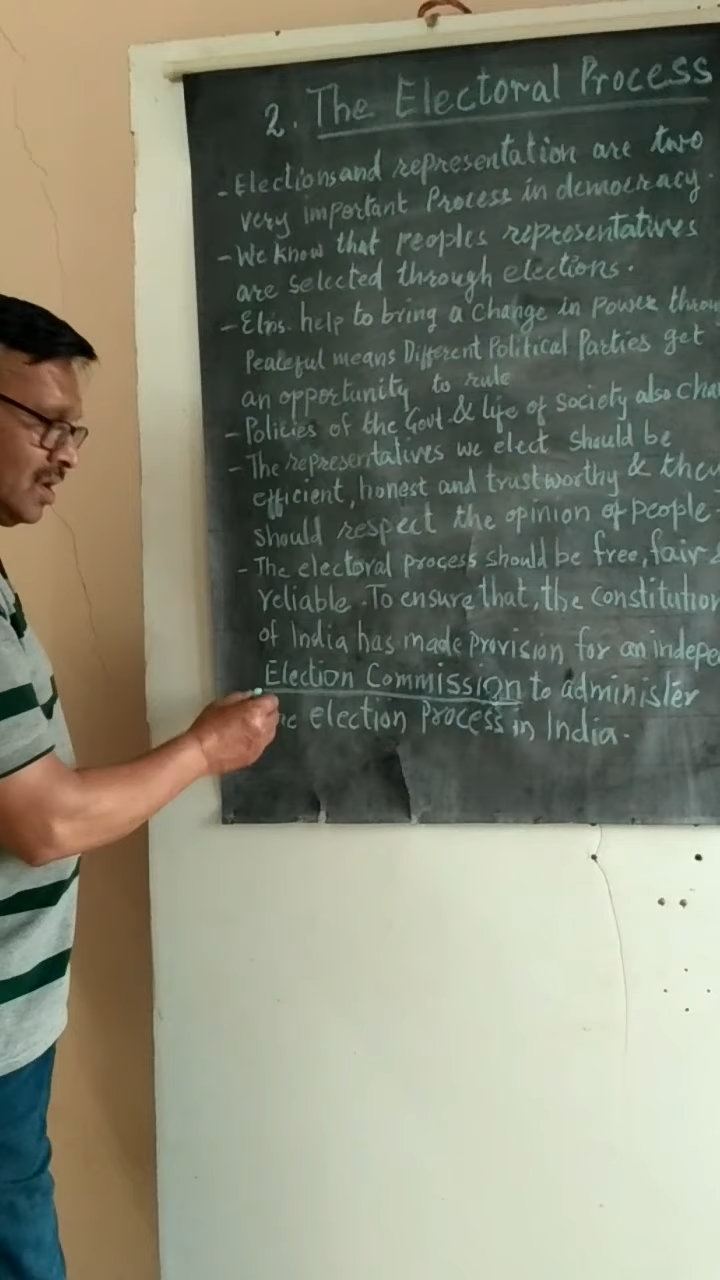 2. The Electoral Process
- Elections and representation are two
very important Process in democracy.
- We know that peoples representatives
are selected through elections.
- Elns. help to bring a change in Power throu
Peaceful means Different Political Parties get
an opportunity to rule
- Policies of the Govt. & life of society also cha
- The representatives we elect should be
efficient, honest and trustworthy & they
should respect the opinion of people.
- The electoral process should be free, fair &
reliable. To ensure that, the constitution
of India has made provision for an indepe
Election Commission to administer
election process in India.